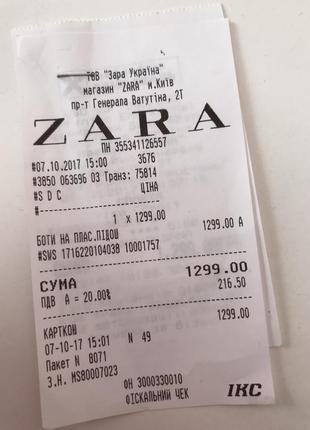 ТОВ "Зара Україна"
магазин "ZARA" м.Київ
пр-т Генерала Ватутіна, 2Т
ZARA
ПН 355341126557
#07.10.2017 15:00 3676
#3850 063696 03 Транз: 75814
#S D C ЦІНА
#--------------------
1 x 1299.00
БОТИ НА ПЛАС.ПІДОШ 1299.00 A
#SWS 1716220104038 10001757
СУМА 1299.00
ПДВ A = 20.00% 216.50
КАРТКОЮ 1299.00
07-10-17 15:01 N 49
Пакет N 8071
З.Н. MS80007023
ФН 3000330010
ФІСКАЛЬНИЙ ЧЕК IKC